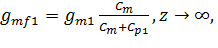 g_{mf1} = g_{m1} \frac{C_m}{C_m + C_{p1}}, z → ∞,